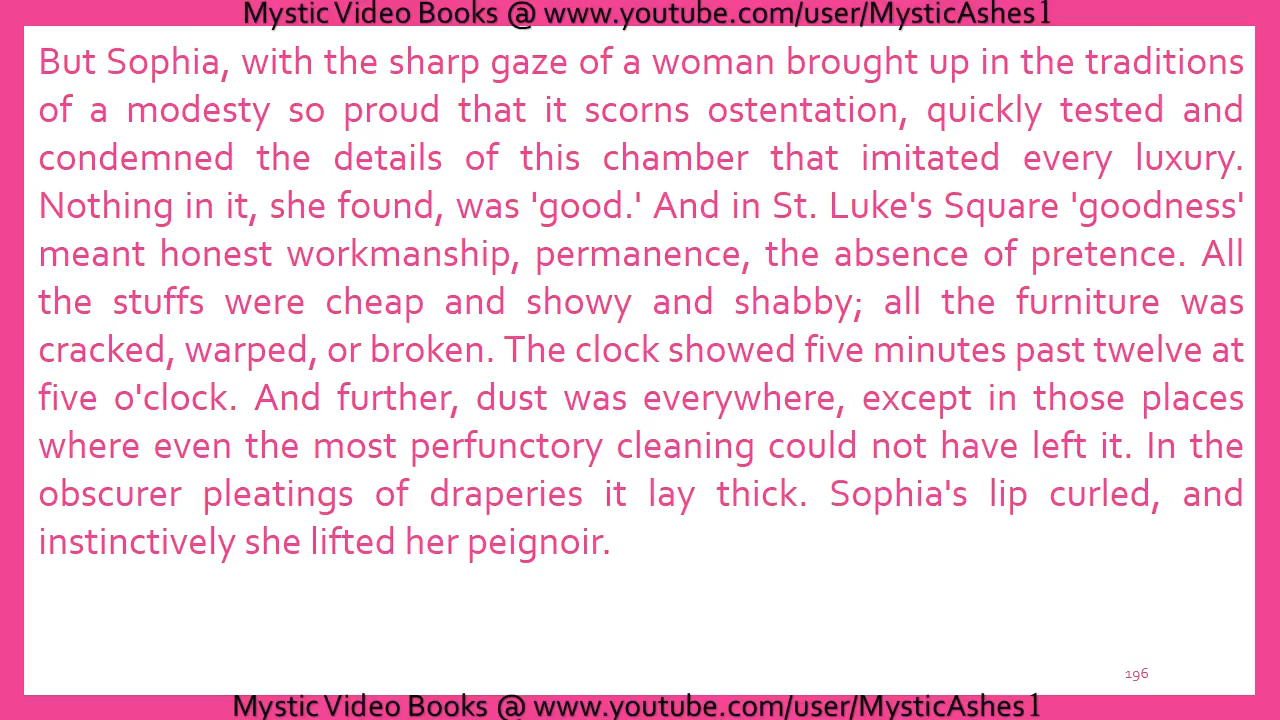 Mystic Video Books @ www.youtube.com/user/MysticAshes1
But Sophia, with the sharp gaze of a woman brought up in the traditions
of a modesty so proud that it scorns ostentation, quickly tested and
condemned the details of this chamber that imitated every luxury.
Nothing in it, she found, was 'good.' And in St. Luke's Square 'goodness'
meant honest workmanship, permanence, the absence of pretence. All
the stuffs were cheap and showy and shabby; all the furniture was
cracked, warped, or broken. The clock showed five minutes past twelve at
five o'clock. And further, dust was everywhere, except in those places
where even the most perfunctory cleaning could not have left it. In the
obscurer pleatings of draperies it lay thick. Sophia's lip curled, and
instinctively she lifted her peignoir.
196
Mystic Video Books @ www.youtube.com/user/MysticAshes1